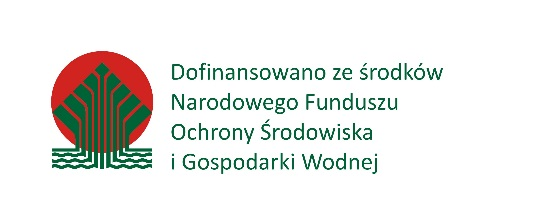 Dofinansowano ze środków
Narodowego Funduszu
Ochrony Środowiska
i Gospodarki Wodnej